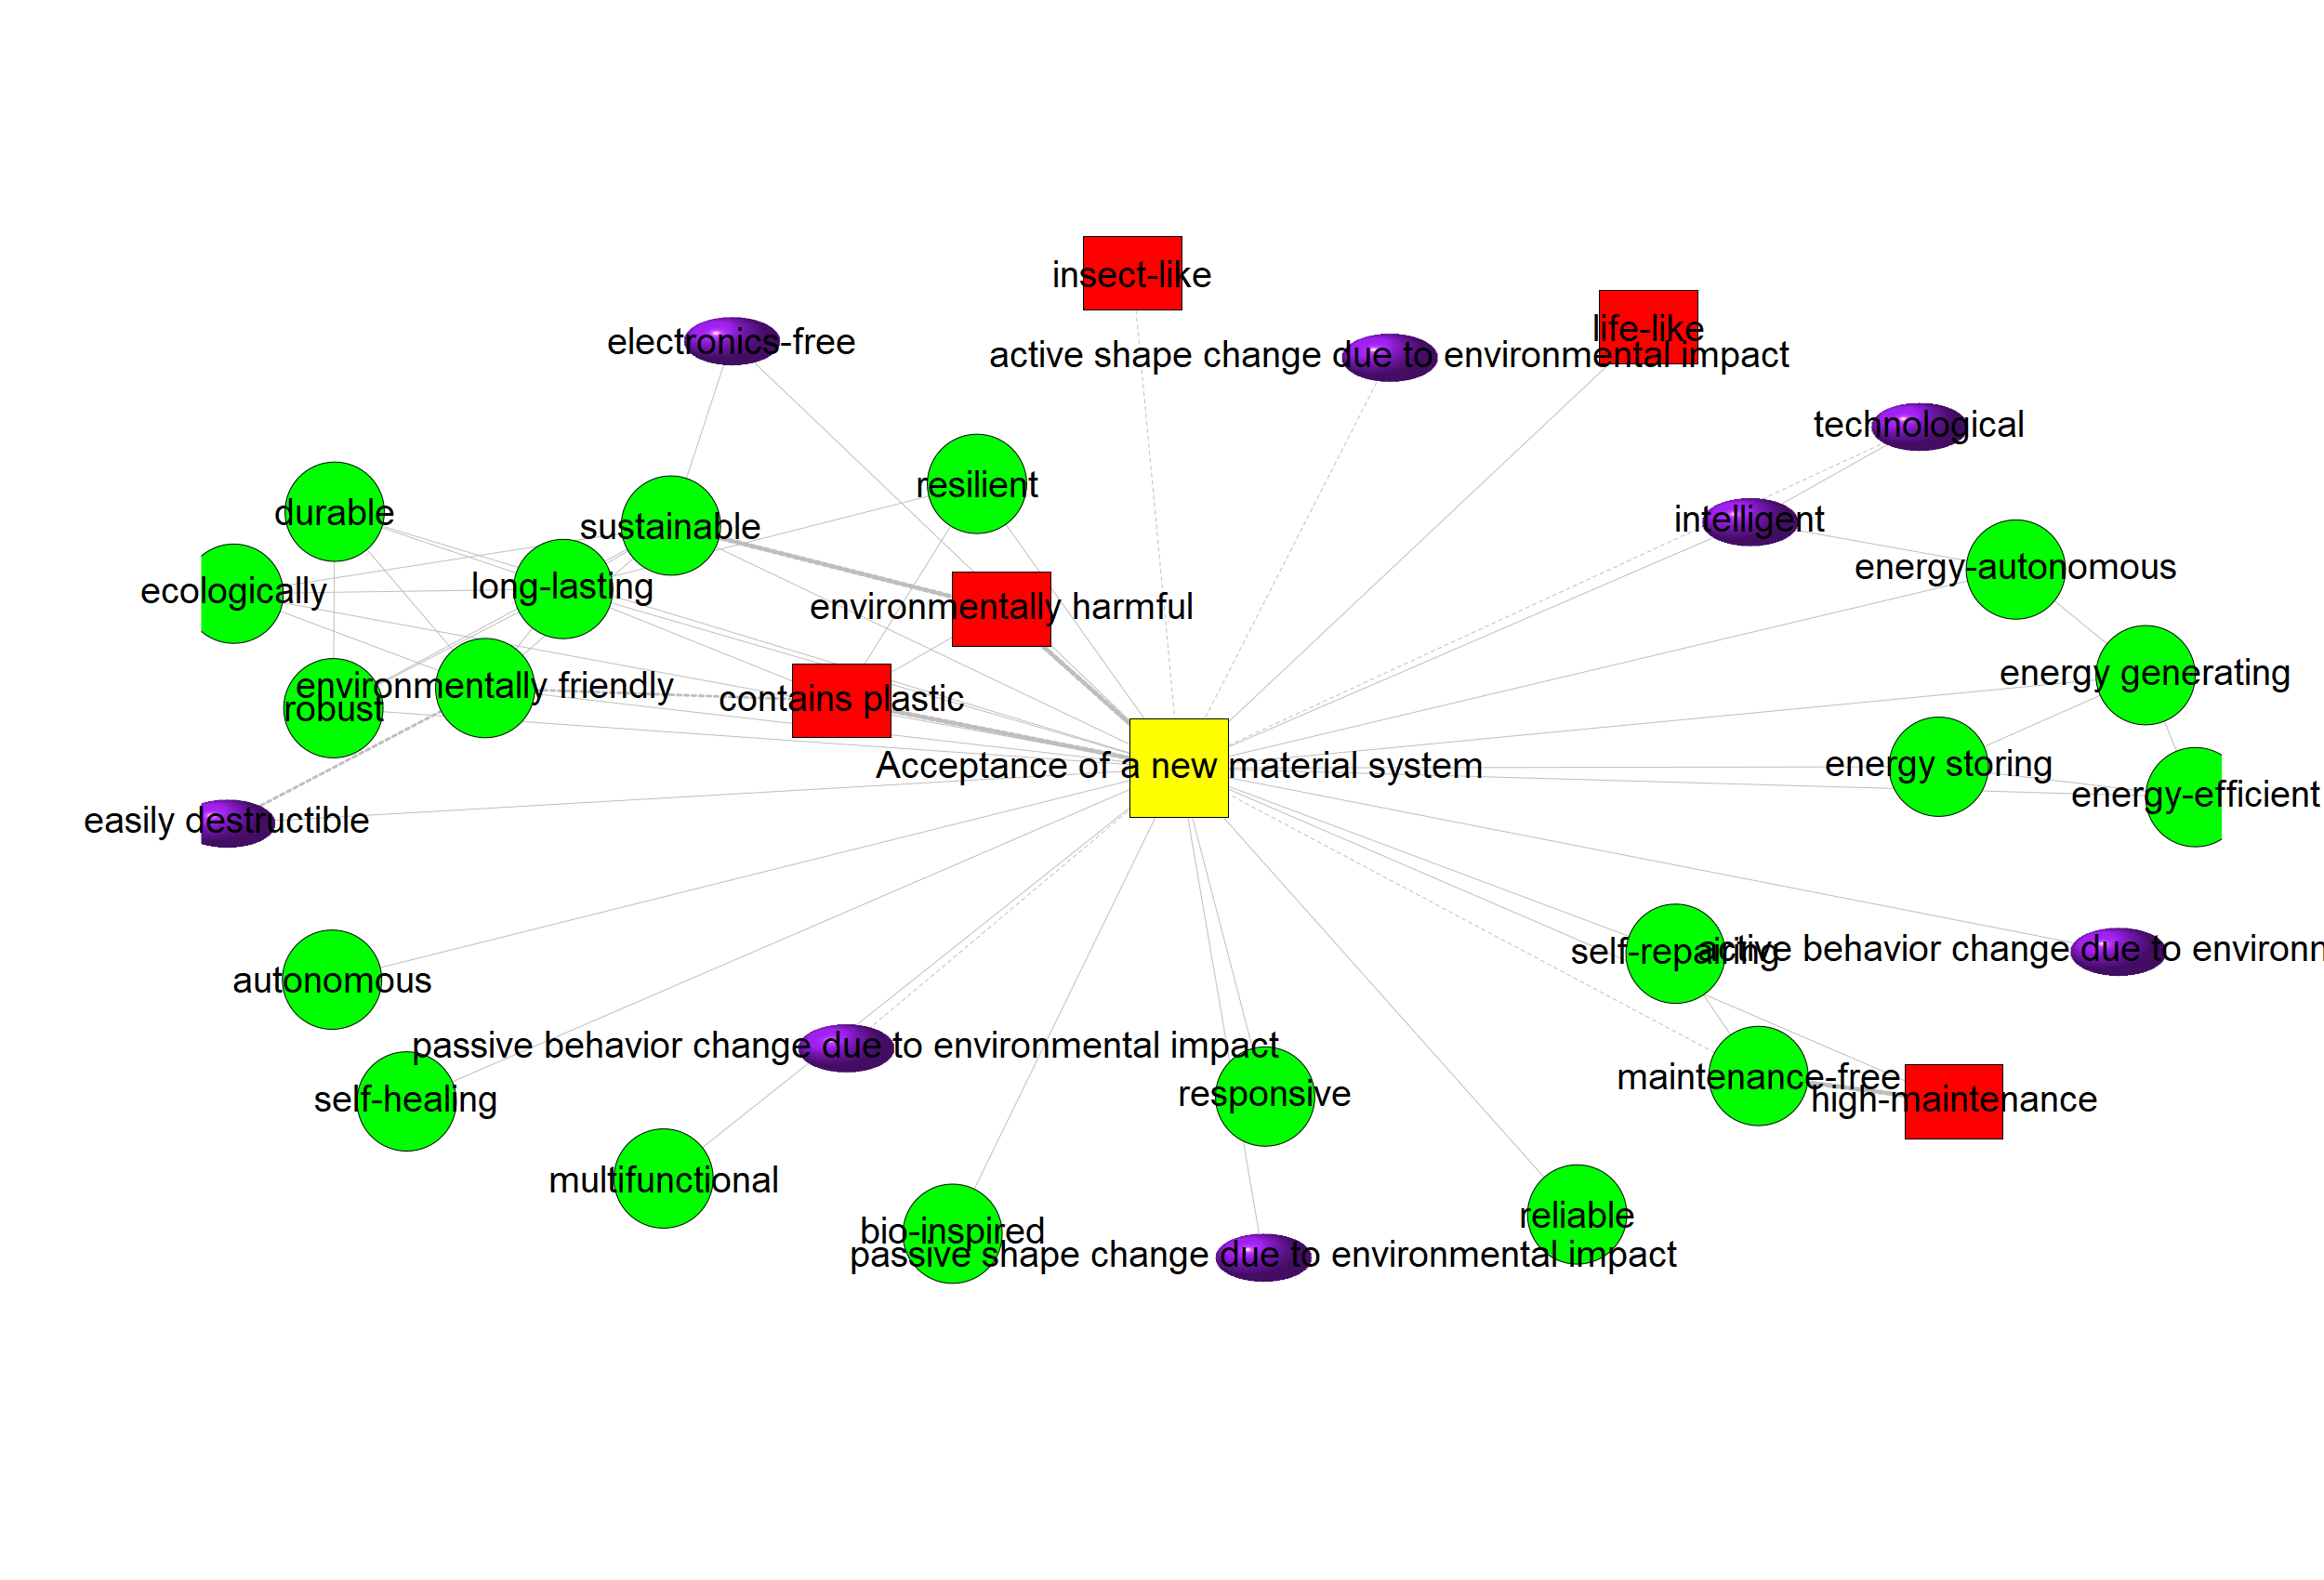 insect-like
life-like
electronics-free
active shape change due to environmental impact
technological
resilient
durable
sustainable
intelligent
energy-autonomous
ecologically
long-lasting
environmentally harmful
energy generating
environmentally friendly
contains plastic
robust
Acceptance of a new material system
energy storing
energy-efficient
easily destructible
self-repairing
active behavior change due to environm
autonomous
passive behavior change due to environmental impact
maintenance-free
self-healing
responsive
high-maintenance
multifunctional
reliable
bio-inspired
passive shape change due to environmental impact